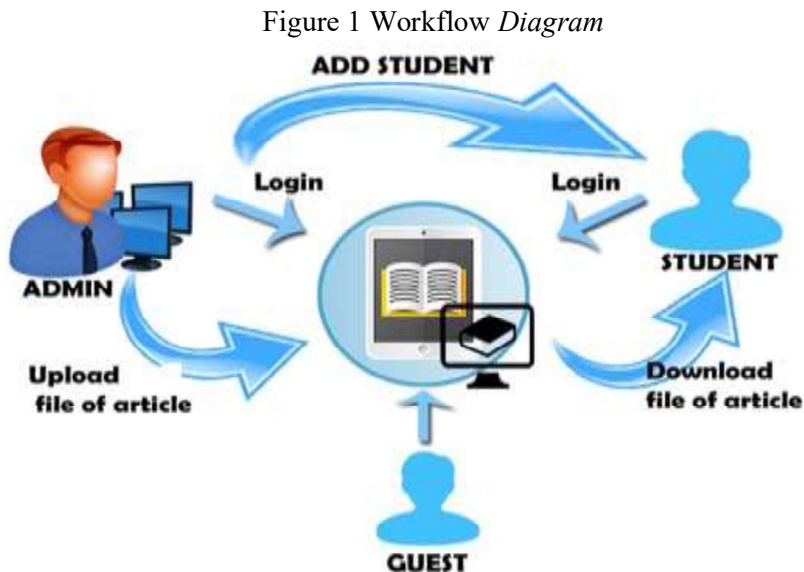 Figure 1 Workflow Diagram
ADD STUDENT
Login
Login
ADMIN
STUDENT
Upload
file of article
Download
file of article
GUEST